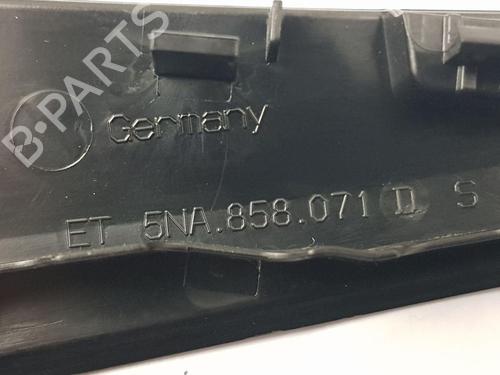 B-PARTS
Germany
ET 5NA.858.071 D S